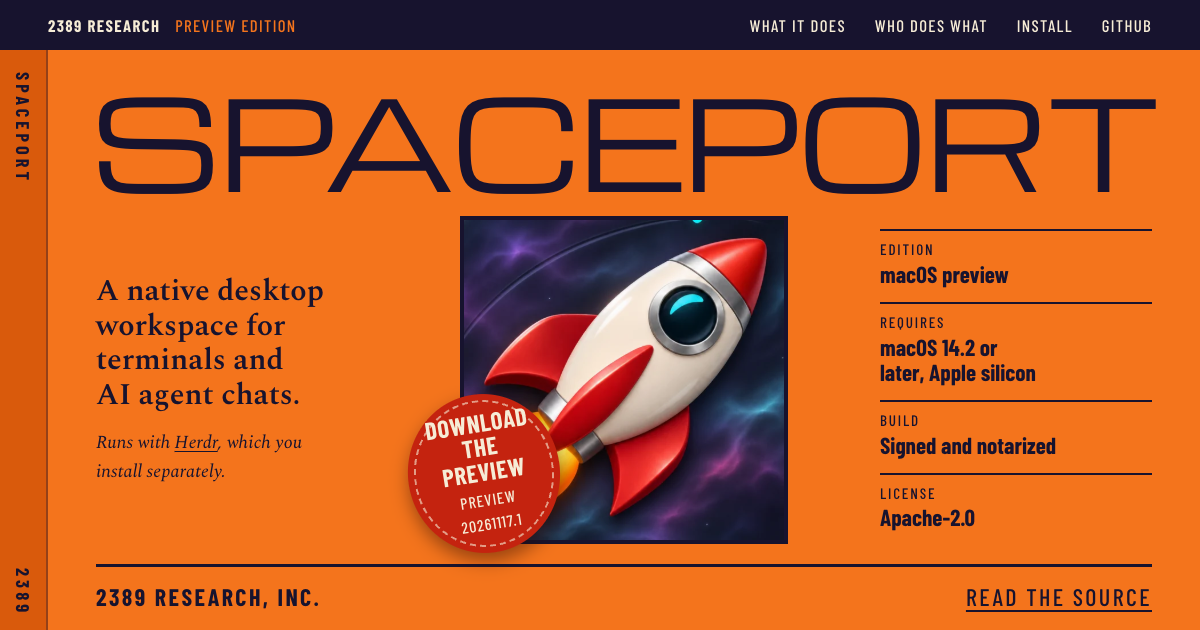 2389 RESEARCH PREVIEW EDITION
WHAT IT DOES WHO DOES WHAT INSTALL GITHUB
SPACEPORT
2389
SPACEPORT
A native desktop
workspace for
terminals and
AI agent chats.
Runs with Herdr, which you
install separately.
DOWNLOAD
THE
PREVIEW
PREVIEW
20261117.1
EDITION
macOS preview
REQUIRES
macOS 14.2 or
later, Apple silicon
BUILD
Signed and notarized
LICENSE
Apache-2.0
2389 RESEARCH, INC.
READ THE SOURCE